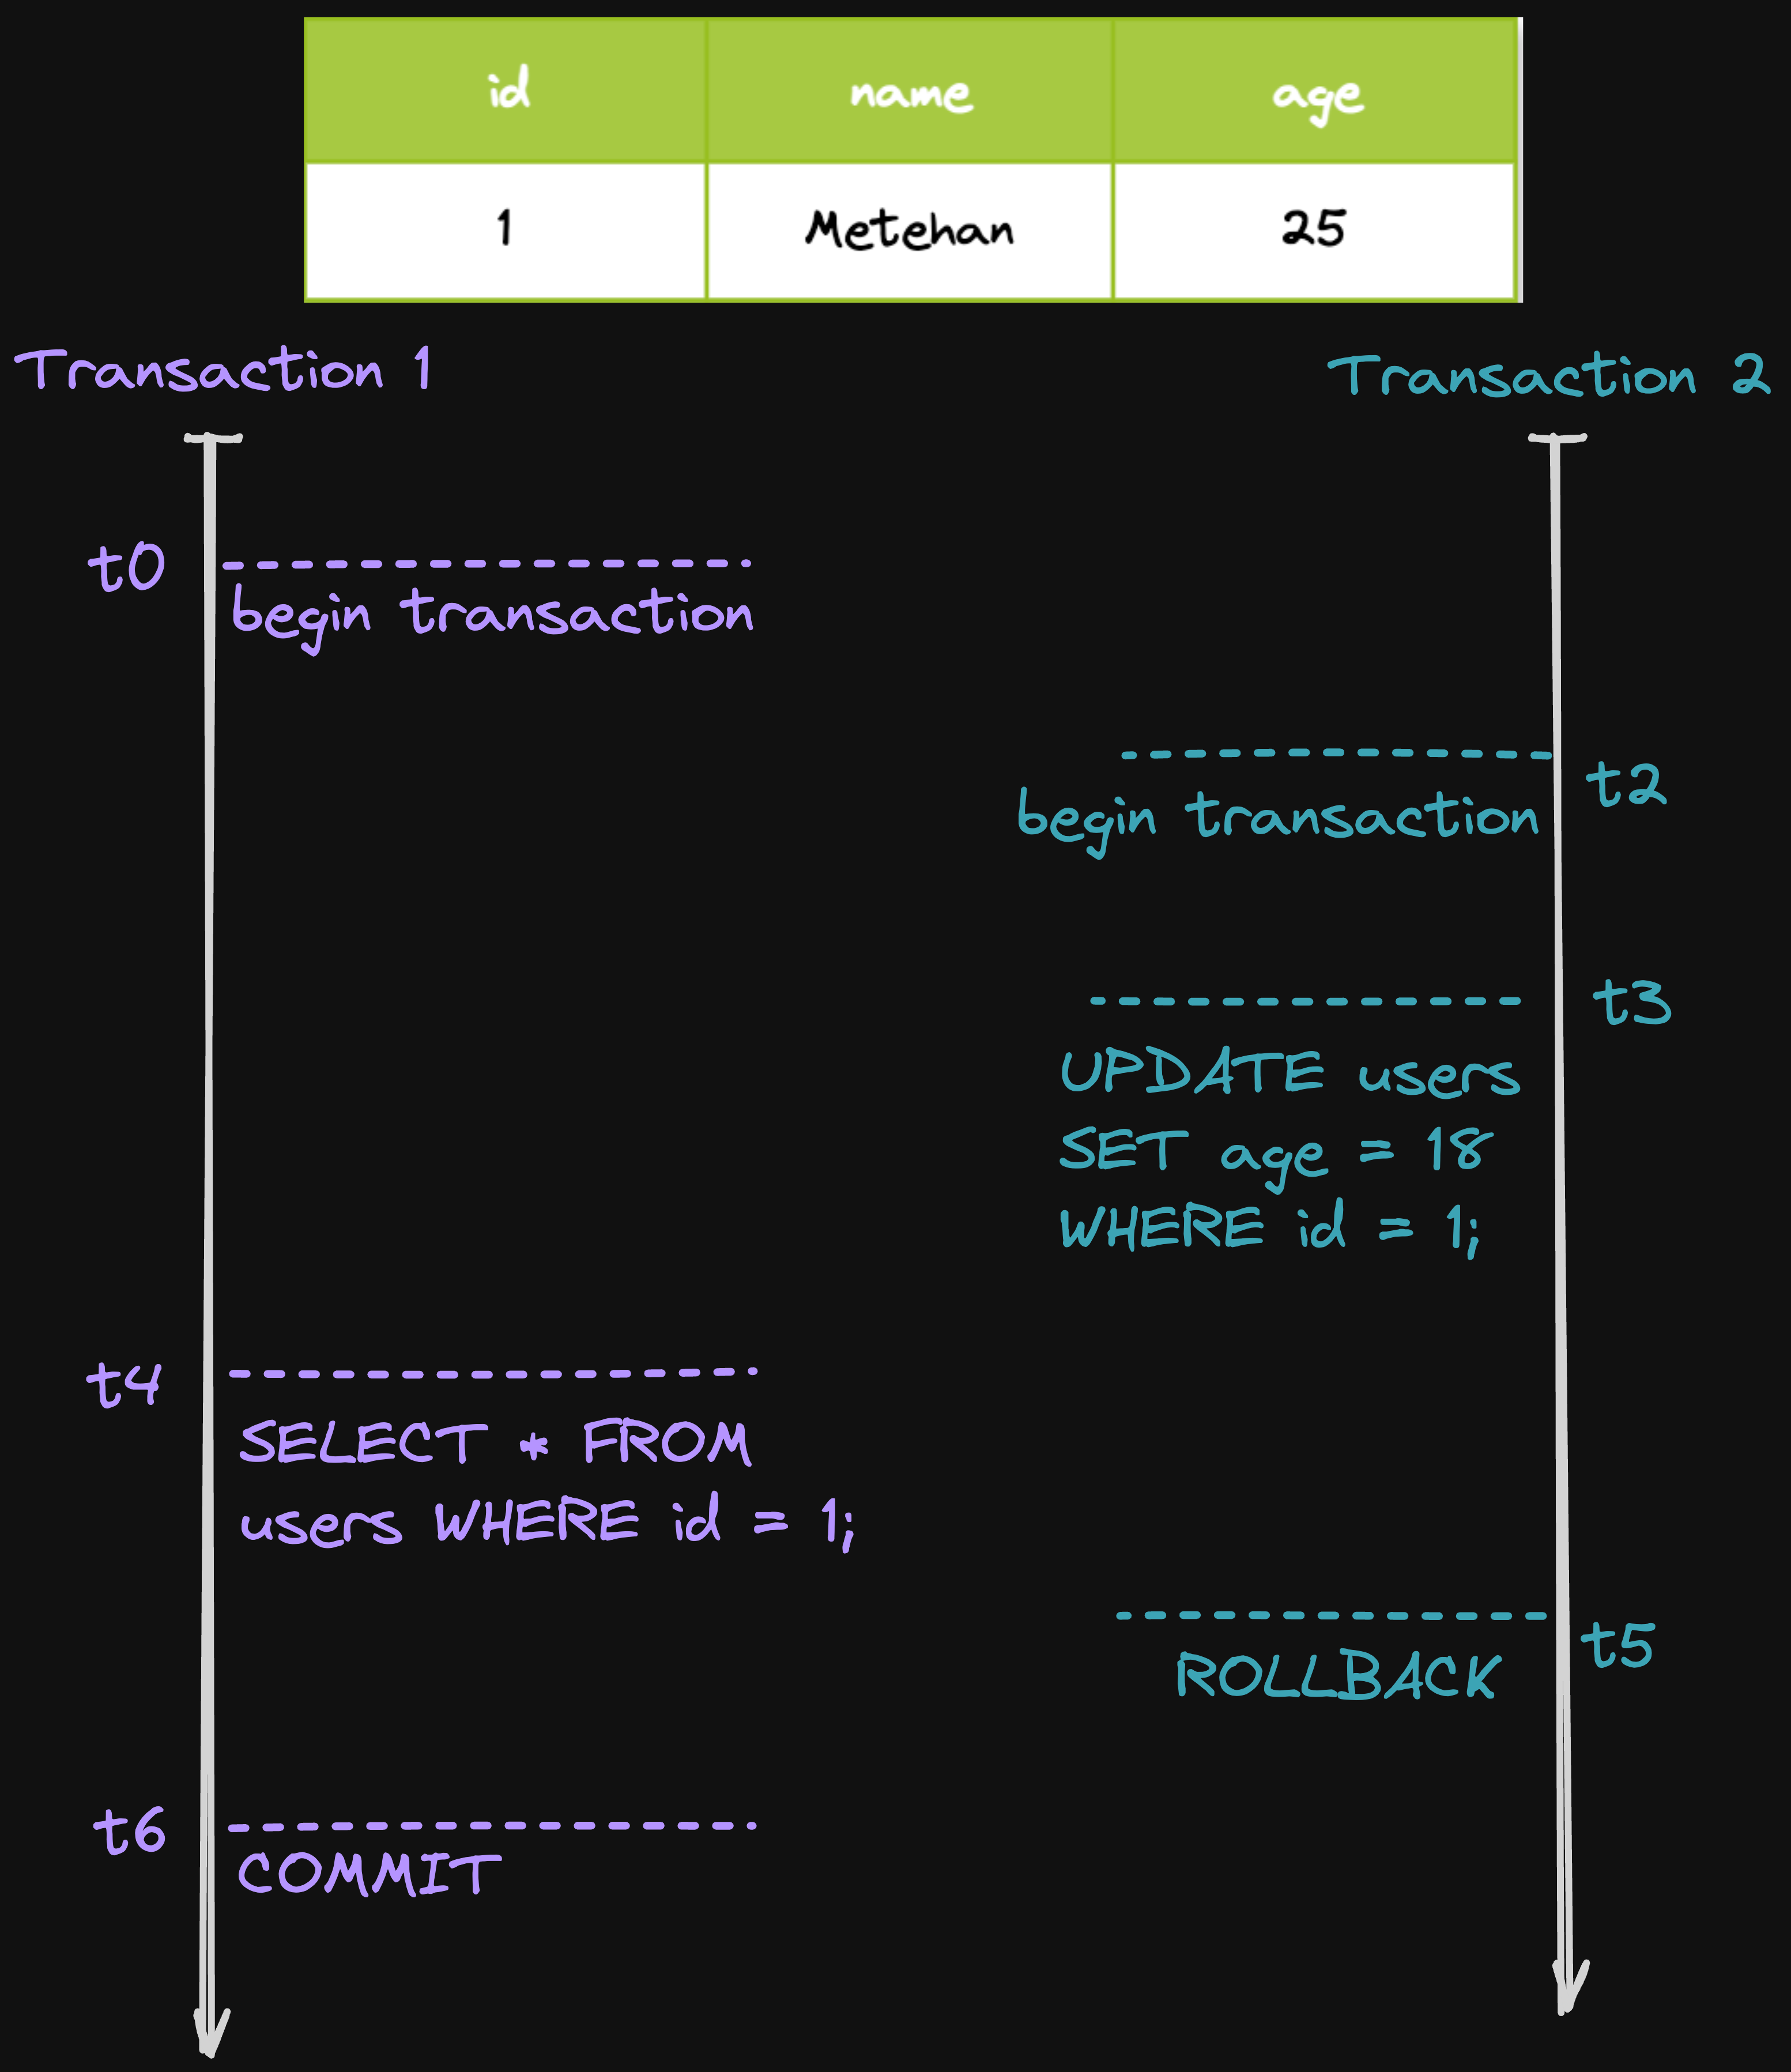 id name age
1 Metehan 25
Transaction 1 Transaction 2
t0
begin transaction
t2
begin transaction
t3
UPDATE users
SET age = 18
WHERE id = 1;
t4
SELECT * FROM
users WHERE id = 1;
t5
ROLLBACK
t6
COMMIT